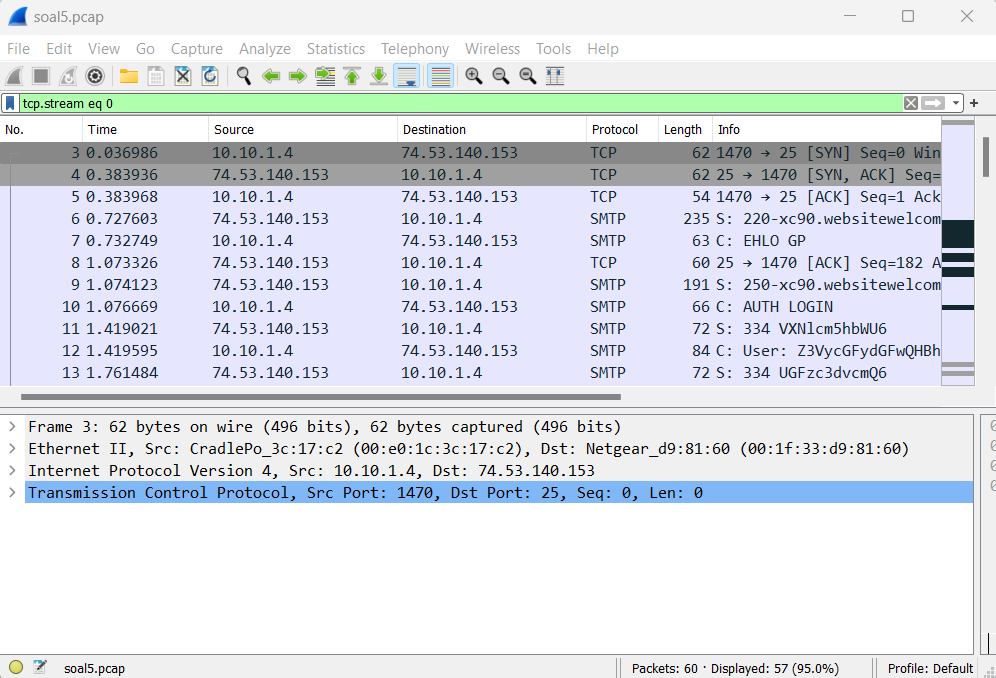 soal5.pcap
File Edit View Go Capture Analyze Statistics Telephony Wireless Tools Help
tcp.stream eq 0
No. Time Source Destination Protocol Length Info
3 0.036986 10.10.1.4 74.53.140.153 TCP 62 1470 → 25 [SYN] Seq=0 Win
4 0.383936 74.53.140.153 10.10.1.4 TCP 62 25 → 1470 [SYN, ACK] Seq=
5 0.383968 10.10.1.4 74.53.140.153 TCP 54 1470 → 25 [ACK] Seq=1 Ack
6 0.727603 74.53.140.153 10.10.1.4 SMTP 235 S: 220-xc90.websitewelcom
7 0.732749 10.10.1.4 74.53.140.153 SMTP 63 C: EHLO GP
8 1.073326 74.53.140.153 10.10.1.4 TCP 60 25 → 1470 [ACK] Seq=182 A
9 1.074123 74.53.140.153 10.10.1.4 SMTP 191 S: 250-xc90.websitewelcom
10 1.076669 10.10.1.4 74.53.140.153 SMTP 66 C: AUTH LOGIN
11 1.419021 74.53.140.153 10.10.1.4 SMTP 72 S: 334 VXNlcm5hbWU6
12 1.419595 10.10.1.4 74.53.140.153 SMTP 84 C: User: Z3VycGFydGFwQHBh
13 1.761484 74.53.140.153 10.10.1.4 SMTP 72 S: 334 UGFzc3dvcmQ6
Frame 3: 62 bytes on wire (496 bits), 62 bytes captured (496 bits)
Ethernet II, Src: CradlePo_3c:17:c2 (00:e0:1c:3c:17:c2), Dst: Netgear_d9:81:60 (00:1f:33:d9:81:60)
Internet Protocol Version 4, Src: 10.10.1.4, Dst: 74.53.140.153
Transmission Control Protocol, Src Port: 1470, Dst Port: 25, Seq: 0, Len: 0
soal5.pcap Packets: 60 · Displayed: 57 (95.0%) Profile: Default